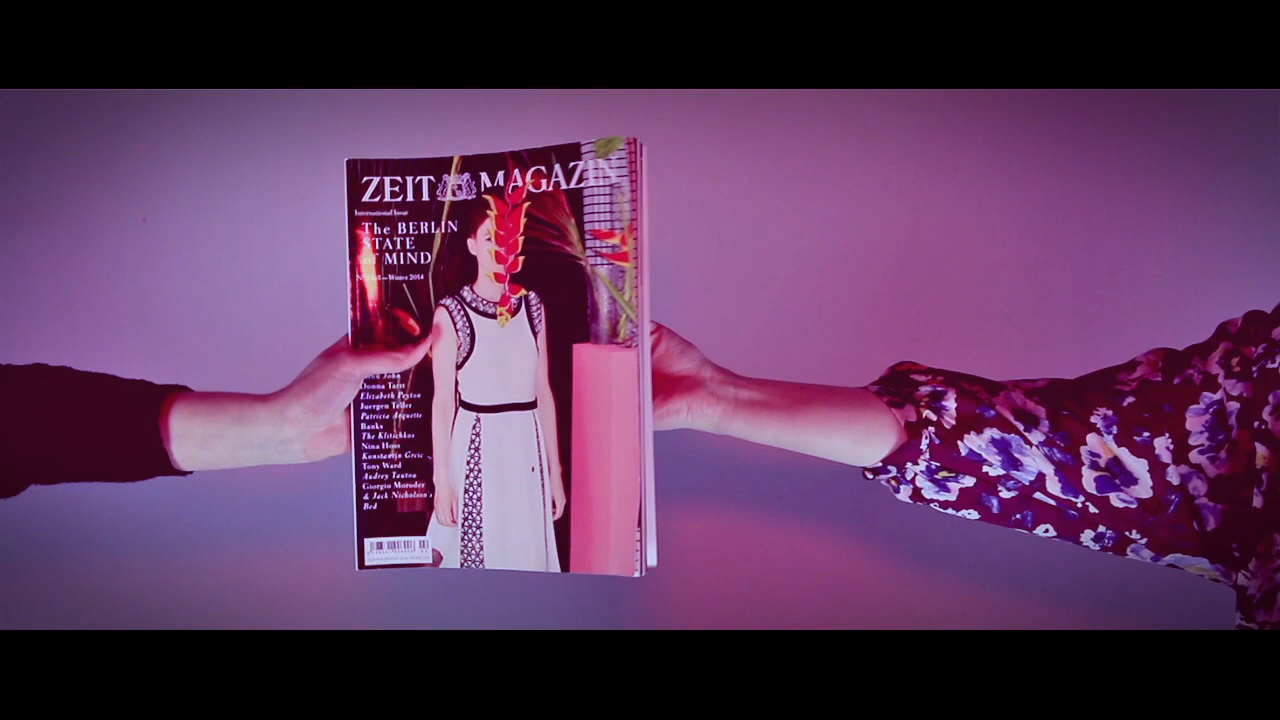 ZEIT MAGAZIN
International Issue
The BERLIN
STATE
of MIND
Winter 2014
John
Donna Tartt
Elizabeth Peyton
Juergen Teller
Patricia Arquette
Banks
The Klitschkos
Nina Hoss
Konstantin Grcic
Tony Ward
Audrey Tautou
Giorgio Moroder
& Jack Nicholson's
Bed